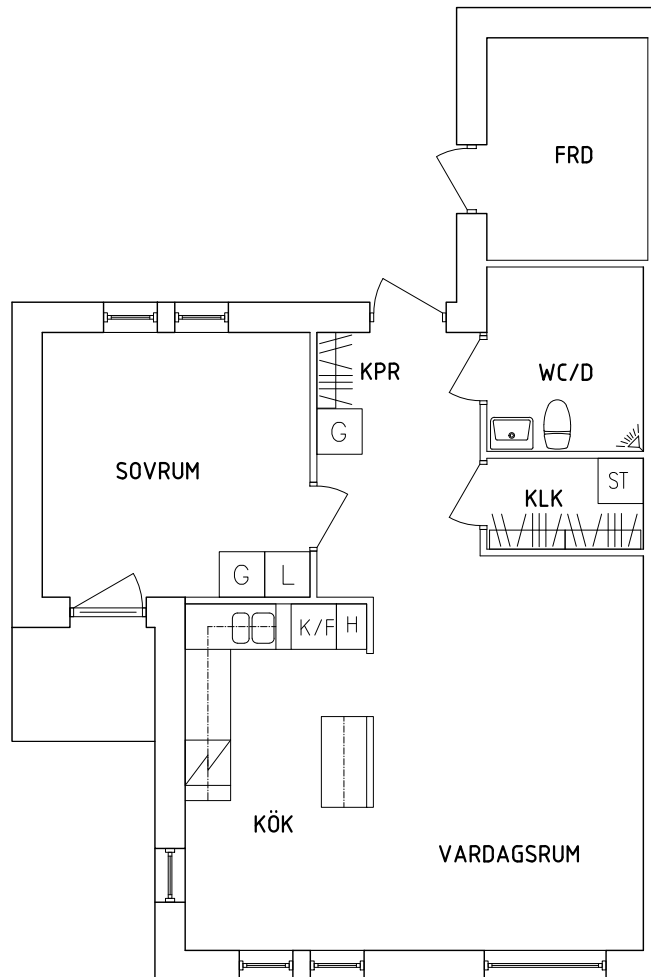 FRD
KPR
WC/D
G
SOVRUM
ST
KLK
G
L
K/F
H
KÖK
VARDAGSRUM